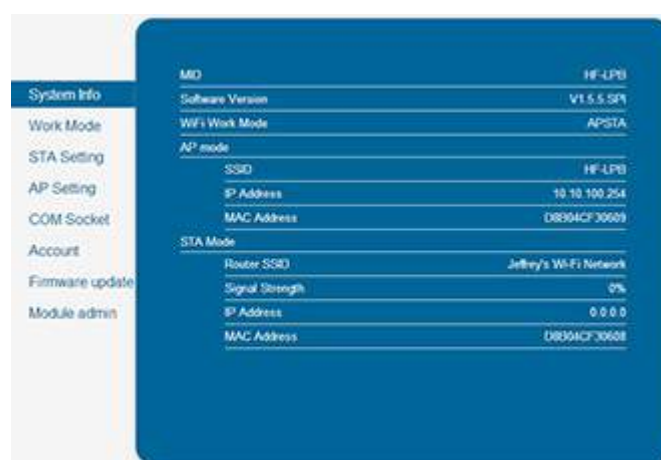 System Info
Work Mode
STA Setting
AP Setting
COM Socket
Account
Firmware update
Module admin
MID HF-LPB
Software Version V1.5.5.SPI
WiFi Work Mode APSTA
AP mode
SSID HF-LPB
IP Address 10.10.100.254
MAC Address D8B04CF30609
STA Mode
Router SSID Jeffrey's Wi-Fi Network
Signal Strength 0%
IP Address 0.0.0.0
MAC Address D8B04CF30608